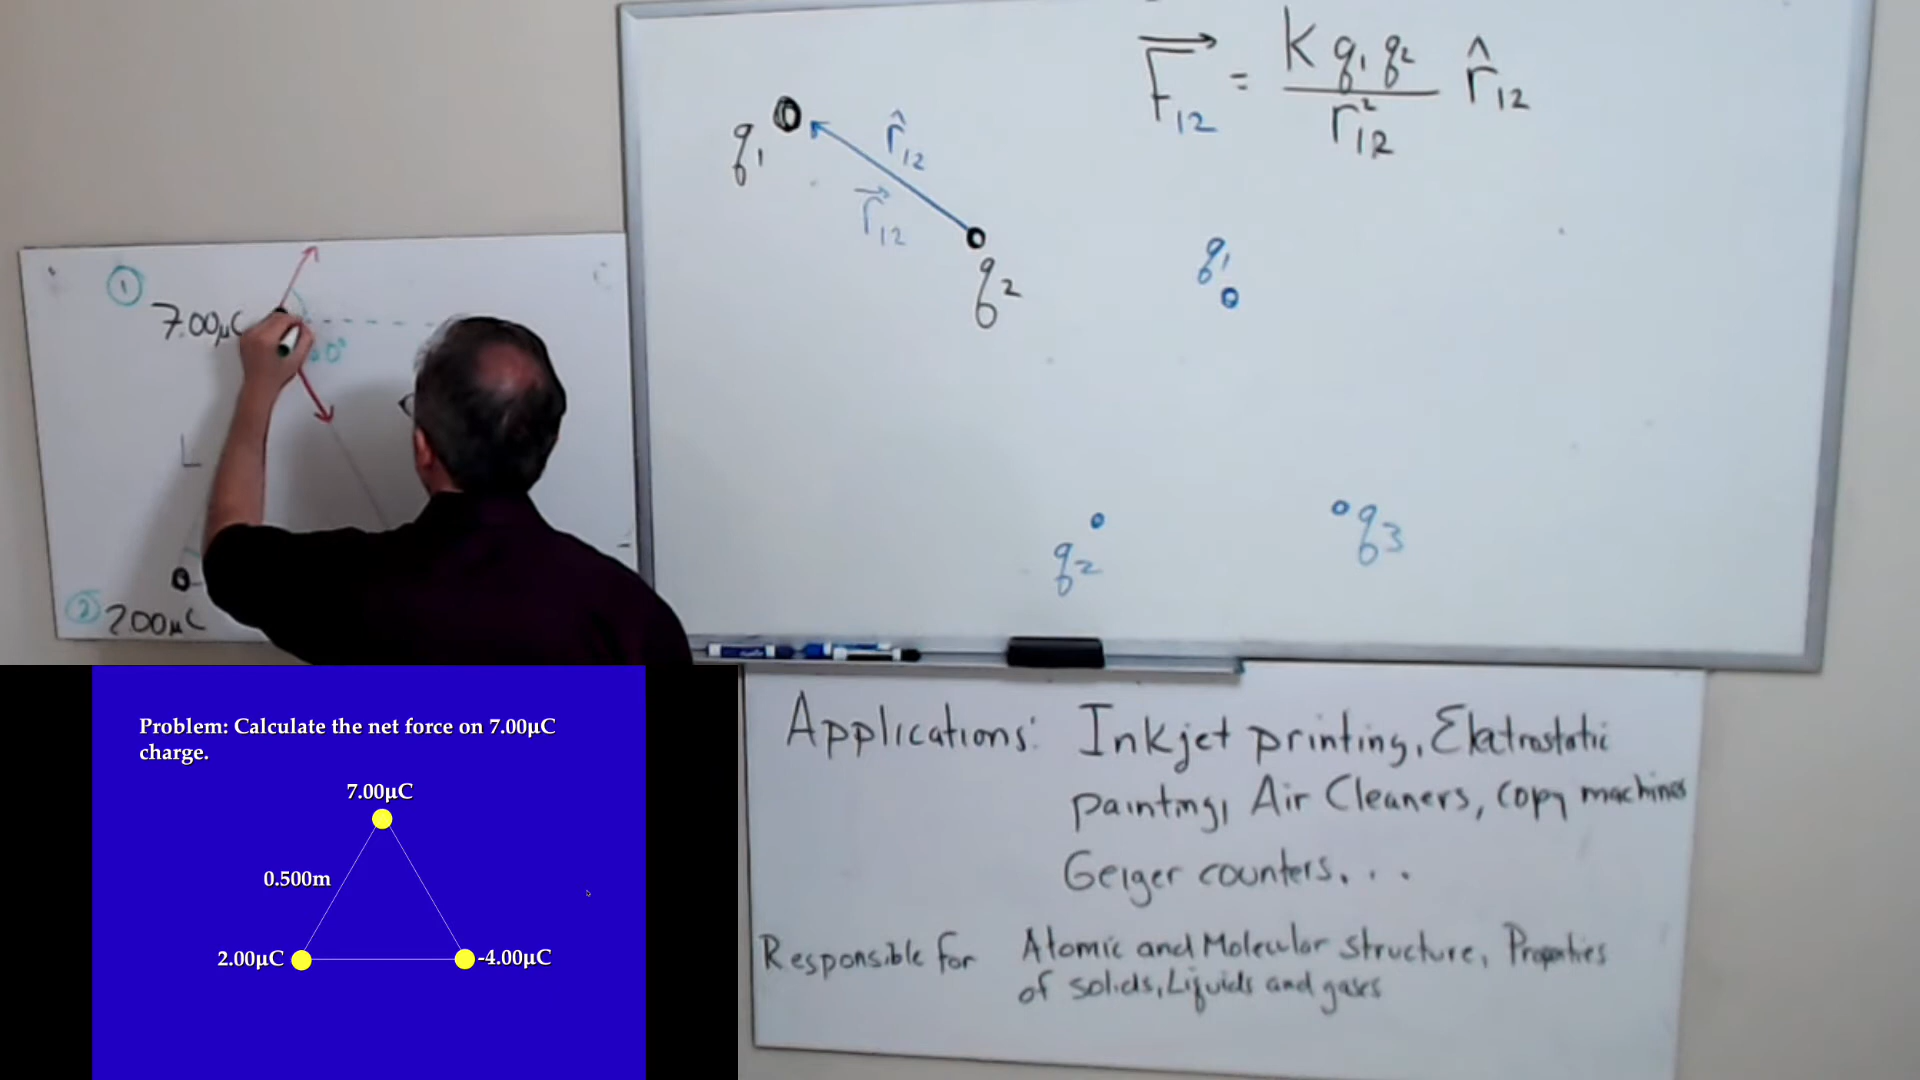 F12 = K q1 q2 / r12² r̂12
q1
r̂12
r12
q2
q1
q2
q3
1
7.00μC
60°
L
2
2.00μC
Applications: Inkjet printing, Eletrostatic
painting, Air Cleaners, copy machines
Geiger counters. . .
Responsible for Atomic and Molecular structure, Properties
of solids, Liquids and gases
Problem: Calculate the net force on 7.00μC
charge.
7.00μC
0.500m
2.00μC
-4.00μC